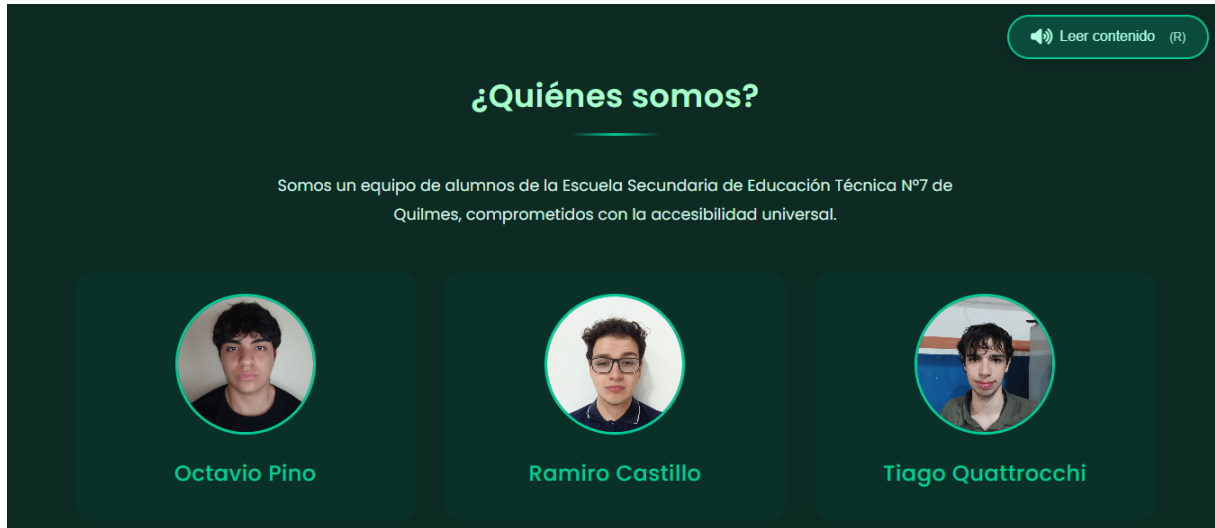 Leer contenido (R)
¿Quiénes somos?
Somos un equipo de alumnos de la Escuela Secundaria de Educación Técnica Nº7 de
Quilmes, comprometidos con la accesibilidad universal.
Octavio Pino
Ramiro Castillo
Tiago Quattrocchi